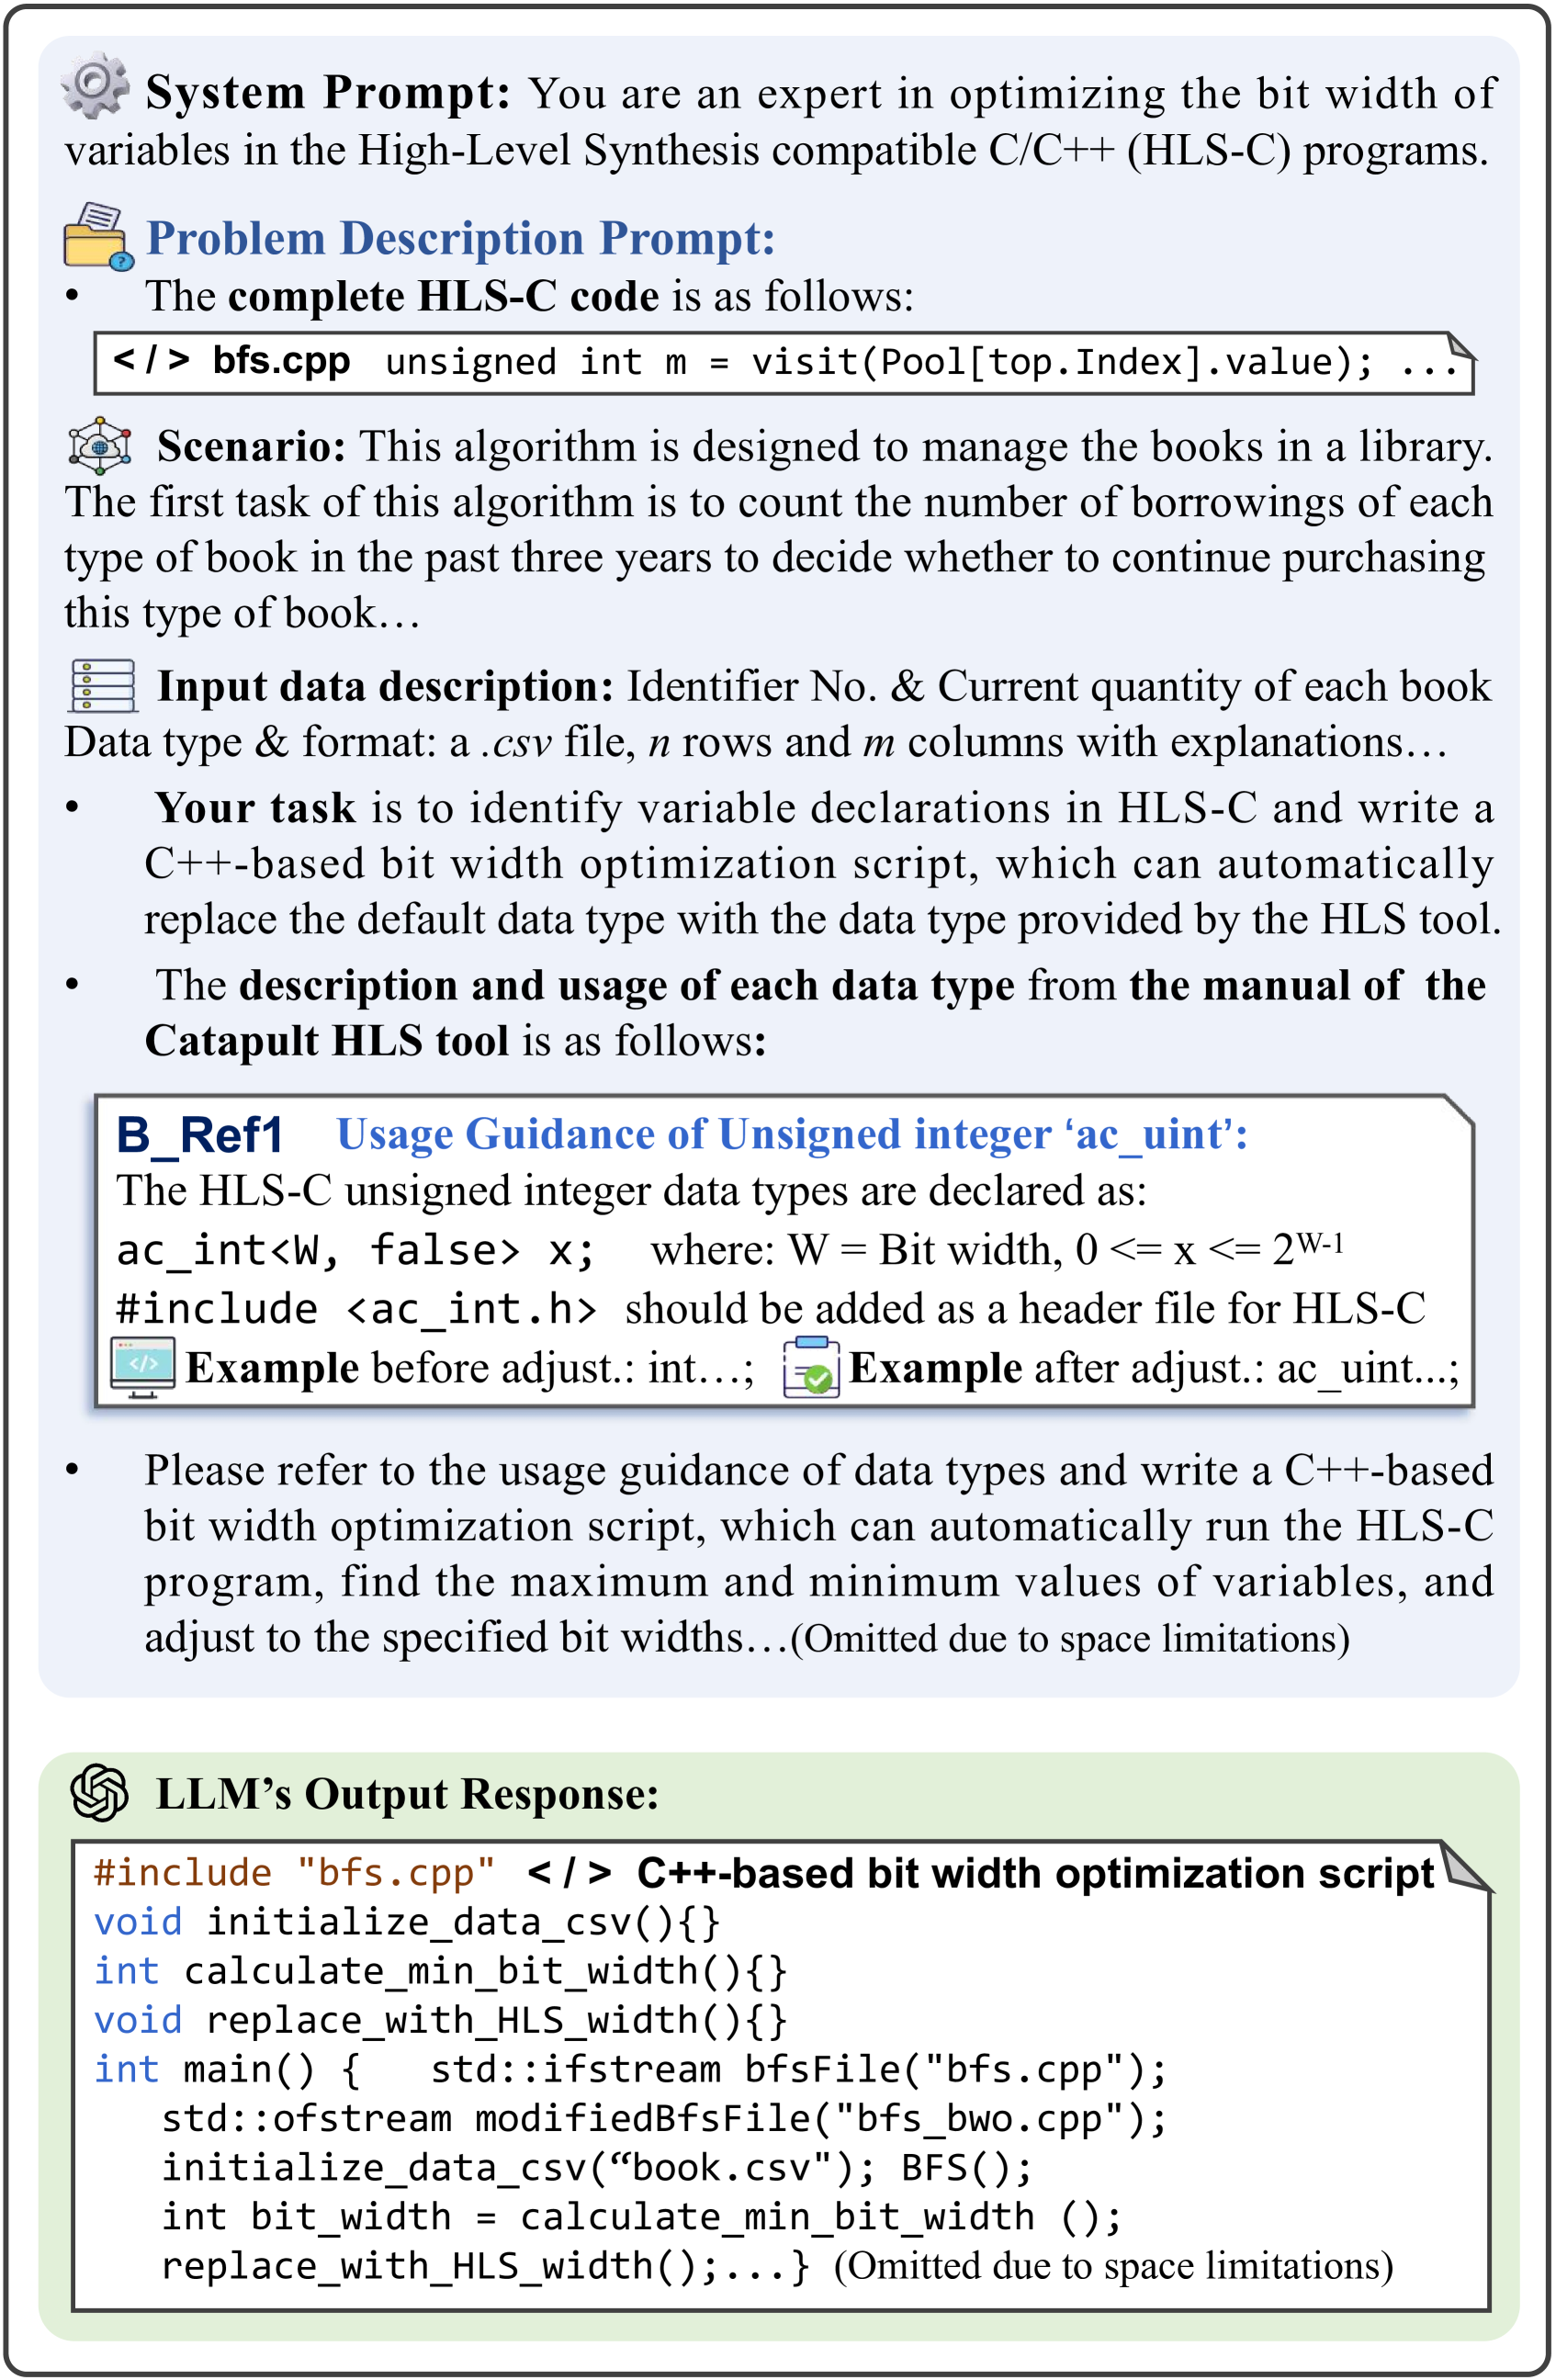 System Prompt: You are an expert in optimizing the bit width of
variables in the High-Level Synthesis compatible C/C++ (HLS-C) programs.
Problem Description Prompt:
• The complete HLS-C code is as follows:
</> bfs.cpp unsigned int m = visit(Pool[top.Index].value); ...
Scenario: This algorithm is designed to manage the books in a library.
The first task of this algorithm is to count the number of borrowings of each
type of book in the past three years to decide whether to continue purchasing
this type of book…
Input data description: Identifier No. & Current quantity of each book
Data type & format: a .csv file, n rows and m columns with explanations…
• Your task is to identify variable declarations in HLS-C and write a
C++-based bit width optimization script, which can automatically
replace the default data type with the data type provided by the HLS tool.
• The description and usage of each data type from the manual of the
Catapult HLS tool is as follows:
B_Ref1 Usage Guidance of Unsigned integer ‘ac_uint’:
The HLS-C unsigned integer data types are declared as:
ac_int<W, false> x; where: W = Bit width, 0 <= x <= 2^W-1
#include <ac_int.h> should be added as a header file for HLS-C
</> Example before adjust.: int…; Example after adjust.: ac_uint...;
• Please refer to the usage guidance of data types and write a C++-based
bit width optimization script, which can automatically run the HLS-C
program, find the maximum and minimum values of variables, and
adjust to the specified bit widths…(Omitted due to space limitations)
LLM’s Output Response:
#include "bfs.cpp" </> C++-based bit width optimization script
void initialize_data_csv(){}
int calculate_min_bit_width(){}
void replace_with_HLS_width(){}
int main() { std::ifstream bfsFile("bfs.cpp");
std::ofstream modifiedBfsFile("bfs_bwo.cpp");
initialize_data_csv(“book.csv"); BFS();
int bit_width = calculate_min_bit_width ();
replace_with_HLS_width();...} (Omitted due to space limitations)